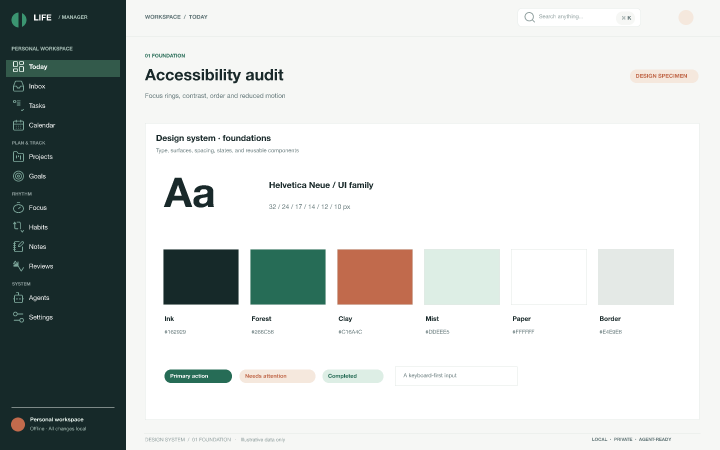 LIFE / MANAGER
PERSONAL WORKSPACE
Today
Inbox
Tasks
Calendar
PLAN & TRACK
Projects
Goals
RHYTHM
Focus
Habits
Notes
Reviews
SYSTEM
Agents
Settings
Personal workspace
Offline · All changes local
WORKSPACE / TODAY
Search anything...
⌘ K
01 FOUNDATION
Accessibility audit
DESIGN SPECIMEN
Focus rings, contrast, order and reduced motion
Design system · foundations
Type, surfaces, spacing, states, and reusable components
Aa
Helvetica Neue / UI family
32 / 24 / 17 / 14 / 12 / 10 px
Ink
Forest
Clay
Mist
Paper
Border
#C16A4C
#DDEEE5
#FFFFFF
Primary action
Needs attention
Completed
A keyboard-first input
DESIGN SYSTEM / 01 FOUNDATION · Illustrative data only
LOCAL · PRIVATE · AGENT-READY